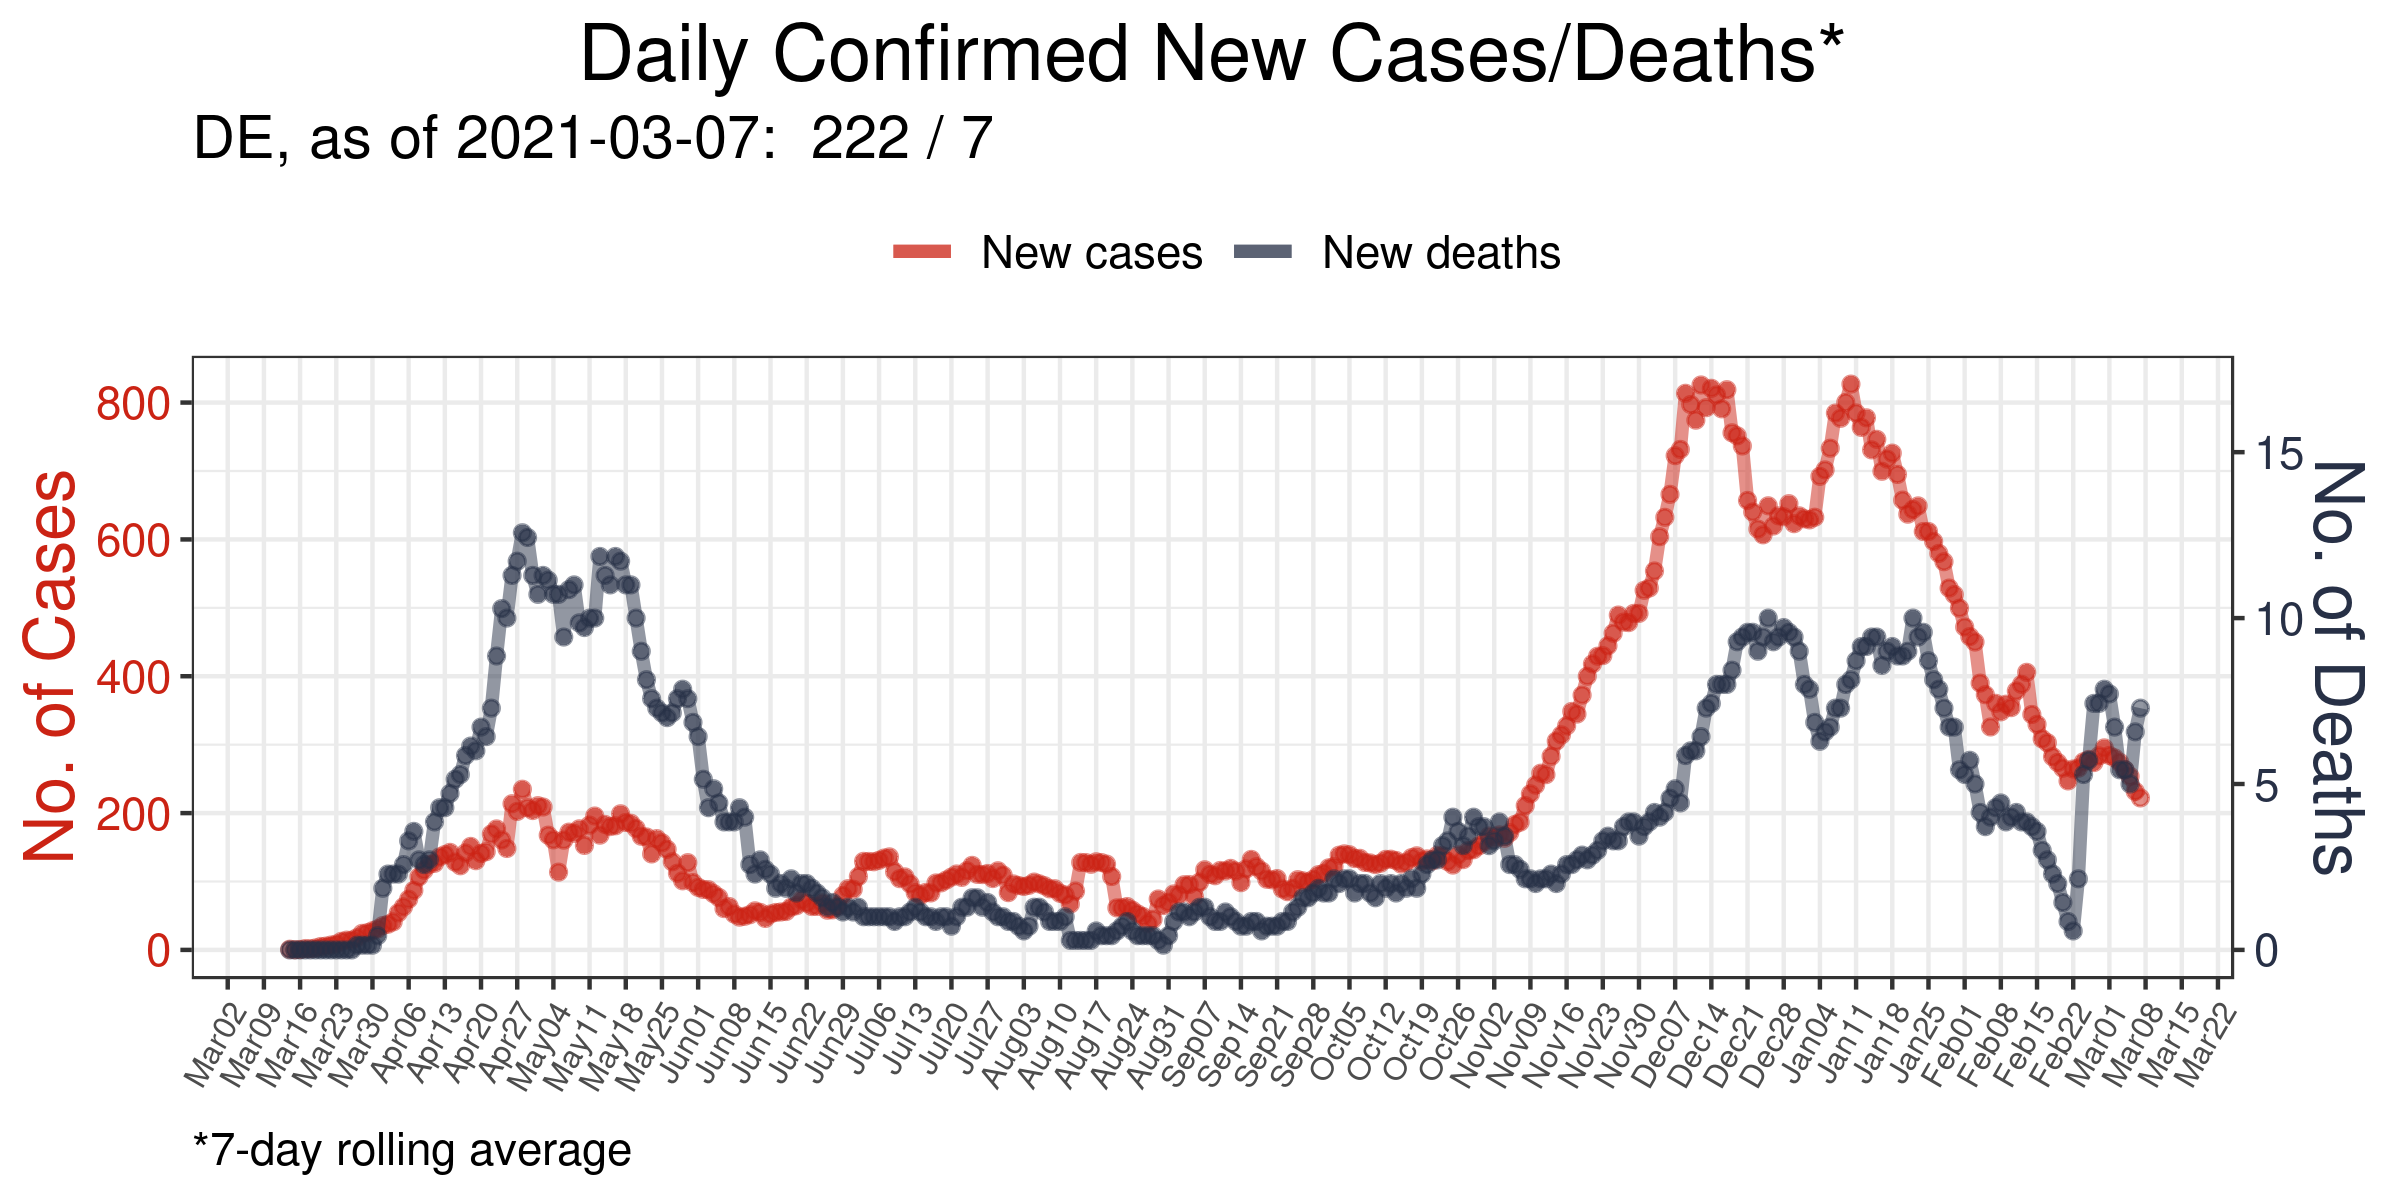 Daily Confirmed New Cases/Deaths*
DE, as of 2021-03-07:  222 / 7
New cases
New deaths
No. of Cases
800
600
400
200
0
15
10
5
0
No. of Deaths
Mar02
Mar09
Mar16
Mar23
Mar30
Apr06
Apr13
Apr20
Apr27
May04
May11
May18
May25
Jun01
Jun08
Jun15
Jun22
Jun29
Jul06
Jul13
Jul20
Jul27
Aug03
Aug10
Aug17
Aug24
Aug31
Sep07
Sep14
Sep21
Sep28
Oct05
Oct12
Oct19
Oct26
Nov02
Nov09
Nov16
Nov23
Nov30
Dec07
Dec14
Dec21
Dec28
Jan04
Jan11
Jan18
Jan25
Feb01
Feb08
Feb15
Feb22
Mar01
Mar08
Mar15
Mar22
*7-day rolling average